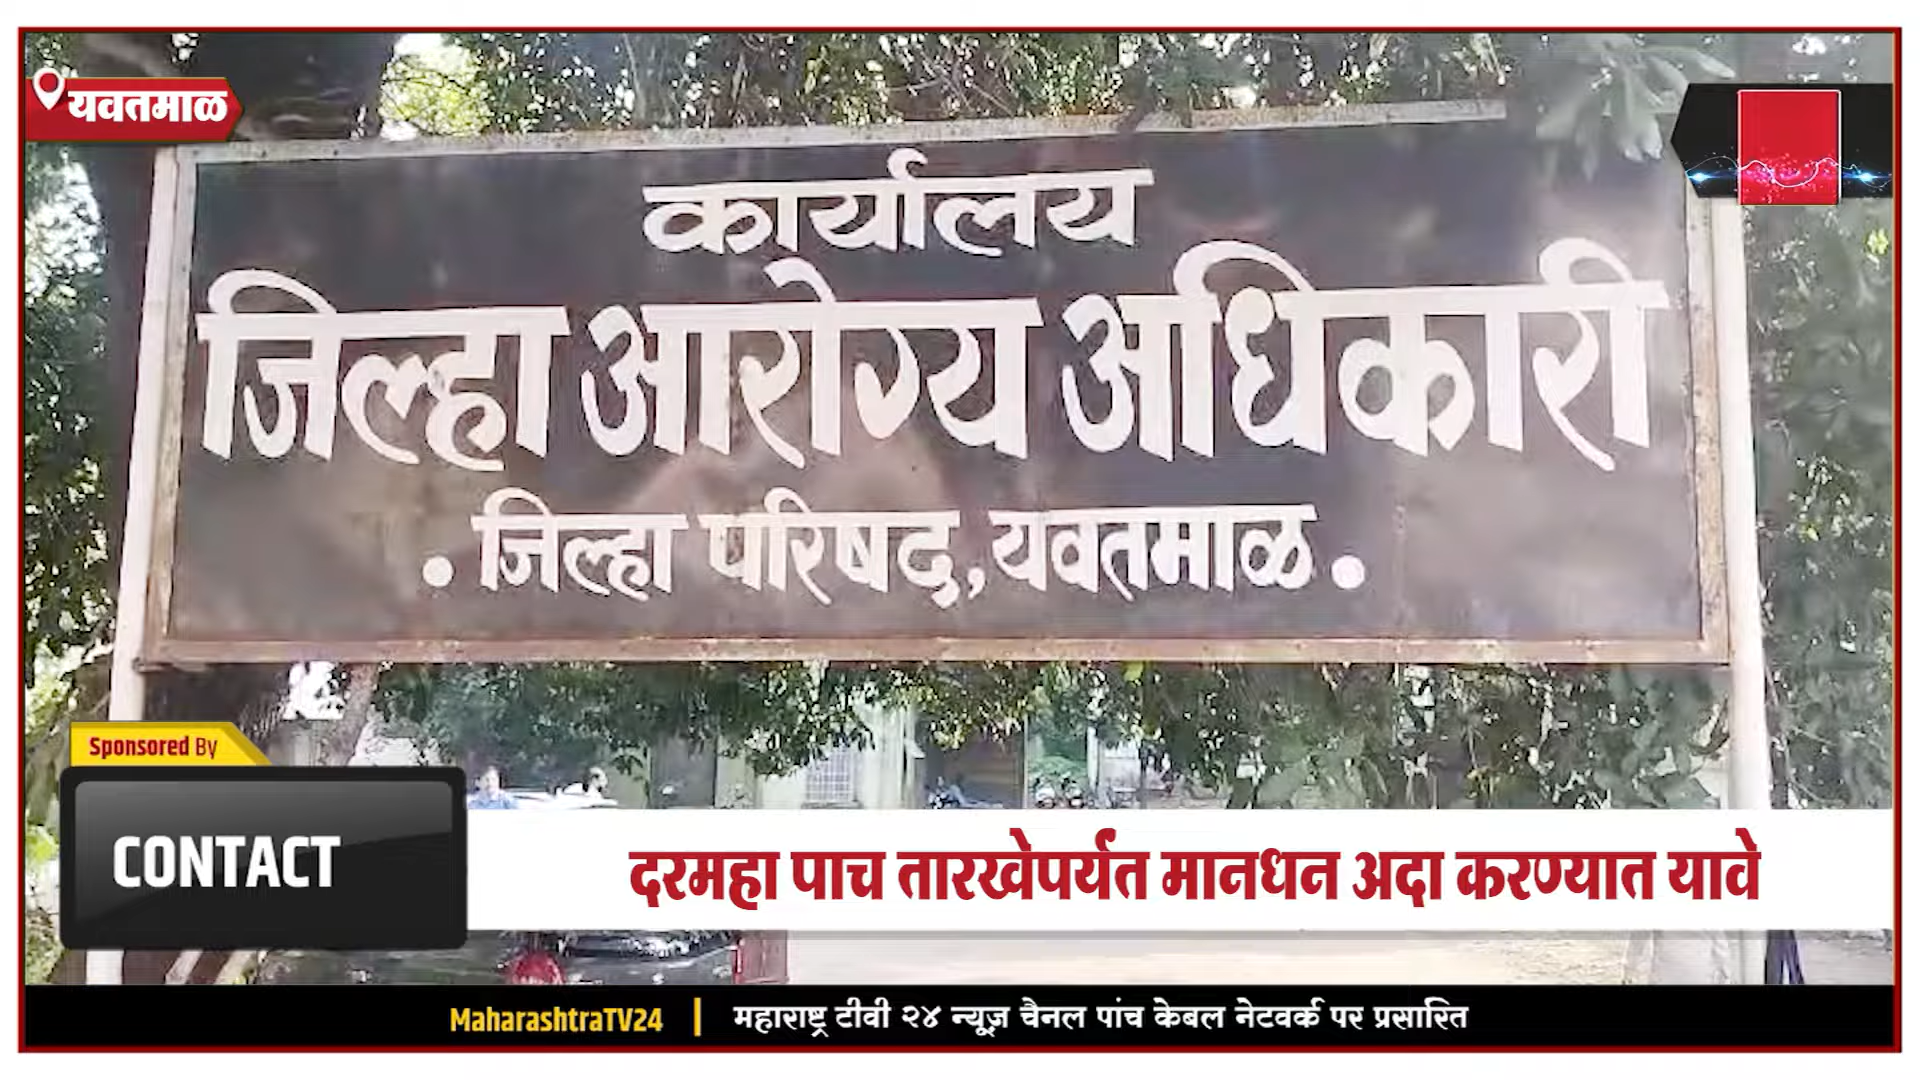 यवतमाळ
कार्यालय
जिल्हा आरोग्य अधिकारी
. जिल्हा परिषद, यवतमाळ .
Sponsored By
CONTACT
दरमहा पाच तारखेपर्यत मानधन अदा करण्यात यावे
MaharashtraTV24 | महाराष्ट्र टीवी २४ न्यूज़ चैनल पांच केबल नेटवर्क पर प्रसारित